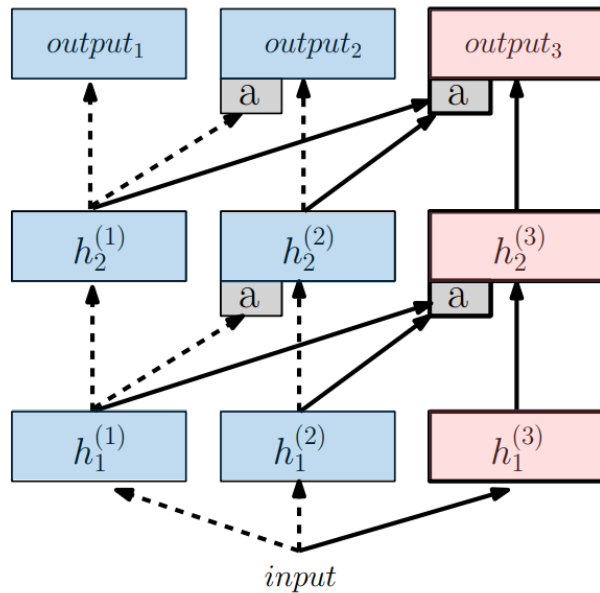 output₁ output₂ output₃
a a
h₂⁽¹⁾ h₂⁽²⁾ h₂⁽³⁾
a a
h₁⁽¹⁾ h₁⁽²⁾ h₁⁽³⁾
input